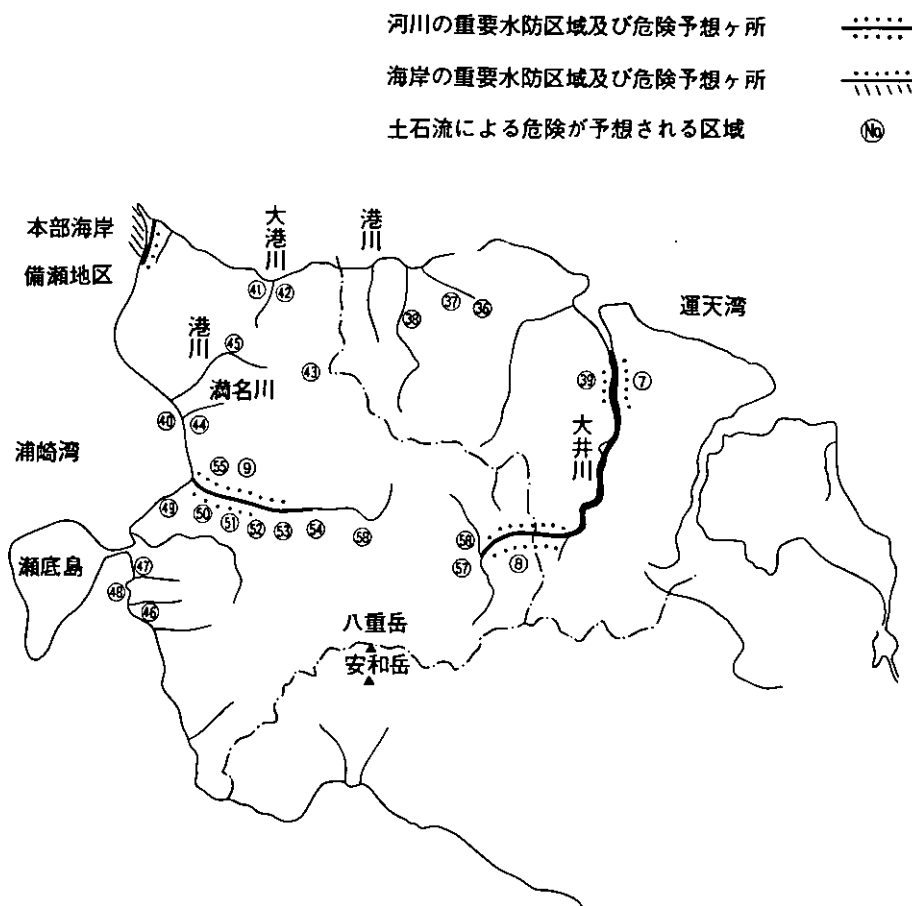 河川の重要水防区域及び危険予想ヶ所
海岸の重要水防区域及び危険予想ヶ所
土石流による危険が予想される区域 No
本部海岸
備瀬地区
大港川
港川
運天湾
41 42
38 37 36
港川
45
満名川
43
39 7
大井川
40 44
浦崎湾
55 9
49 50 51 52 53 54 58
56
57
8
瀬底島
47
48
46
八重岳
安和岳